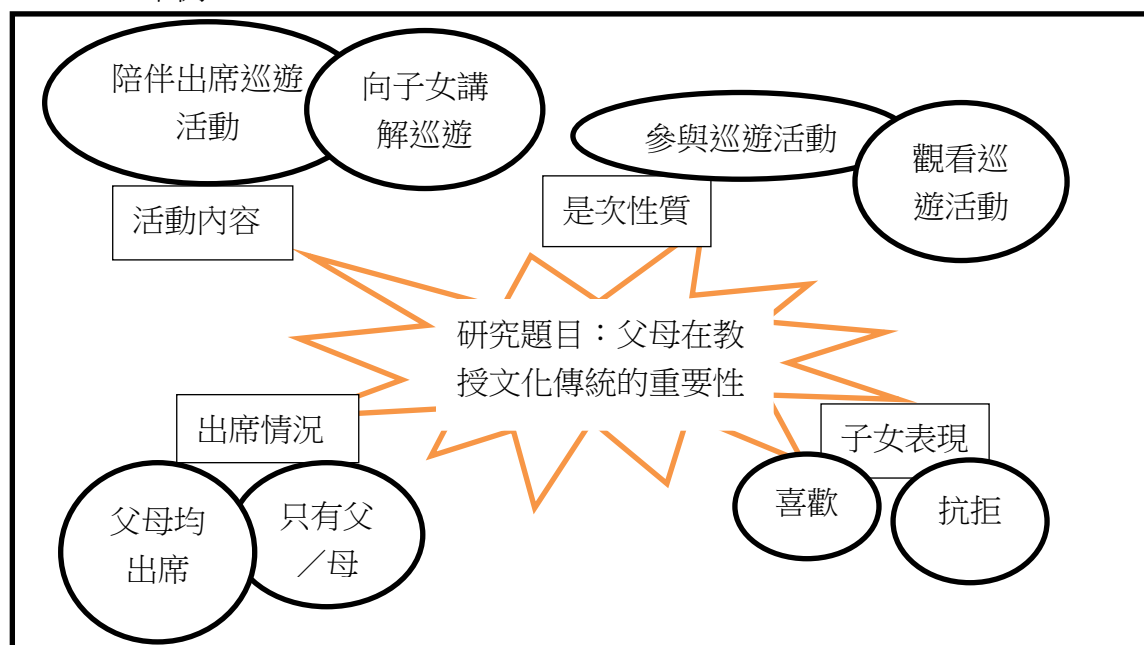 陪伴出席巡遊
活動
向子女講
解巡遊
參與巡遊活動
觀看巡
遊活動
活動內容
是次性質
研究題目：父母在教
授文化傳統的重要性
出席情況
子女表現
父母均
出席
只有父
／母
喜歡
抗拒